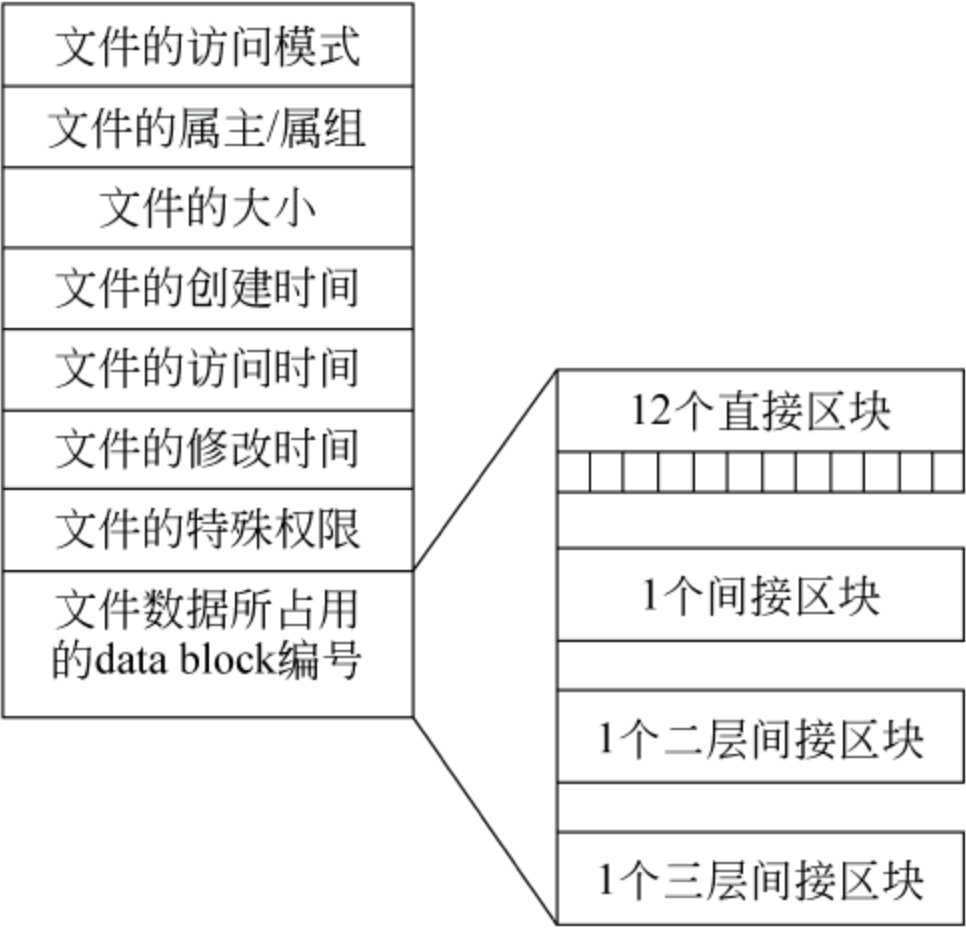 文件的访问模式
文件的属主/属组
文件的大小
文件的创建时间
文件的访问时间
文件的修改时间
文件的特殊权限
文件数据所占用
的data block编号
12个直接区块
1个间接区块
1个二层间接区块
1个三层间接区块